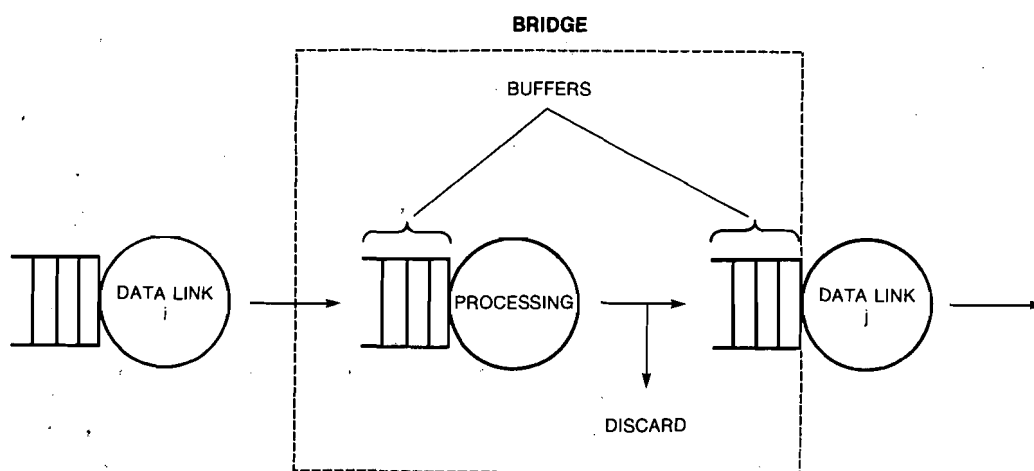 BRIDGE
BUFFERS
DATA LINK
i
PROCESSING
DATA LINK
j
DISCARD